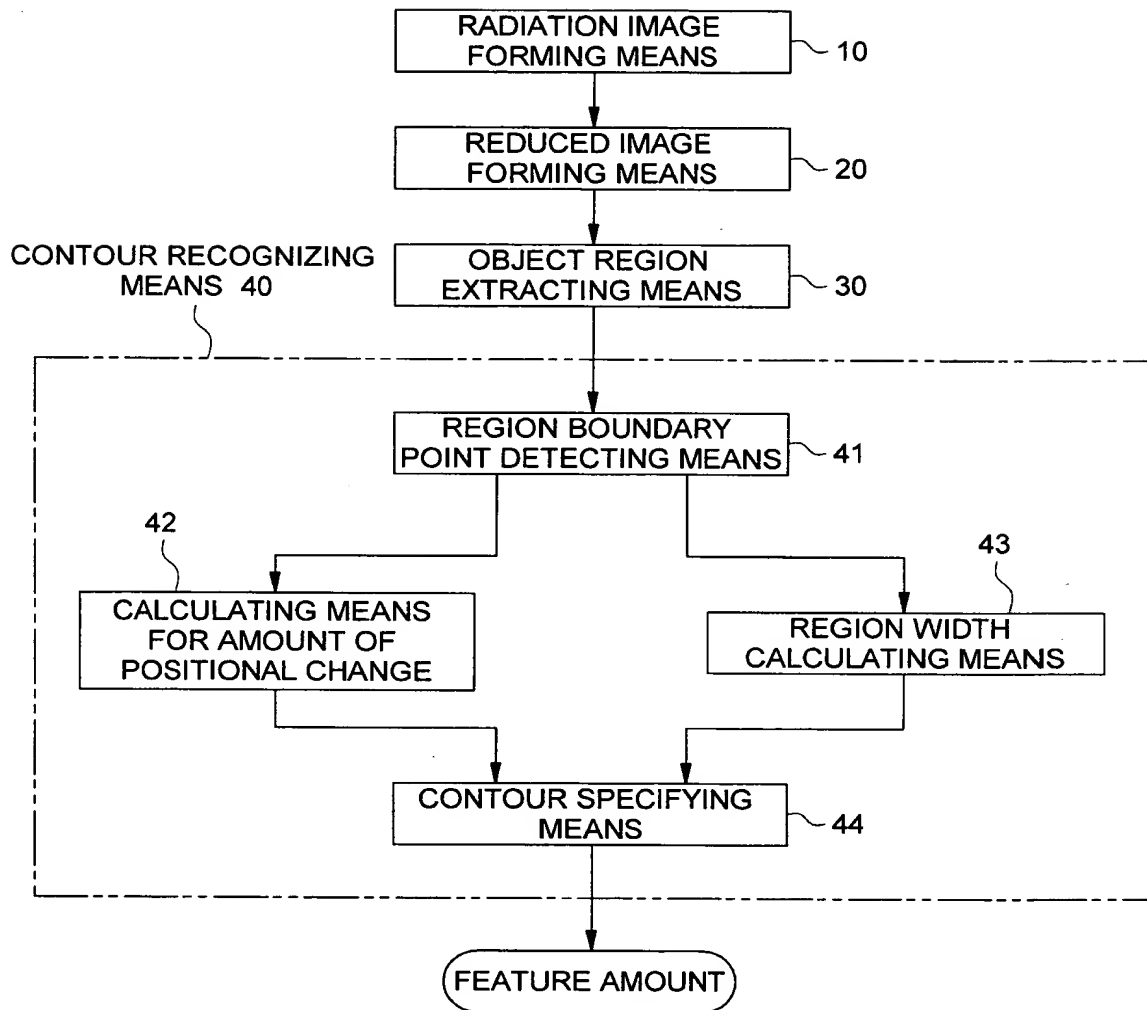 RADIATION IMAGE
FORMING MEANS
10
REDUCED IMAGE
FORMING MEANS
20
CONTOUR RECOGNIZING
MEANS 40
OBJECT REGION
EXTRACTING MEANS
30
REGION BOUNDARY
POINT DETECTING MEANS
41
42
CALCULATING MEANS
FOR AMOUNT OF
POSITIONAL CHANGE
43
REGION WIDTH
CALCULATING MEANS
CONTOUR SPECIFYING
MEANS
44
FEATURE AMOUNT